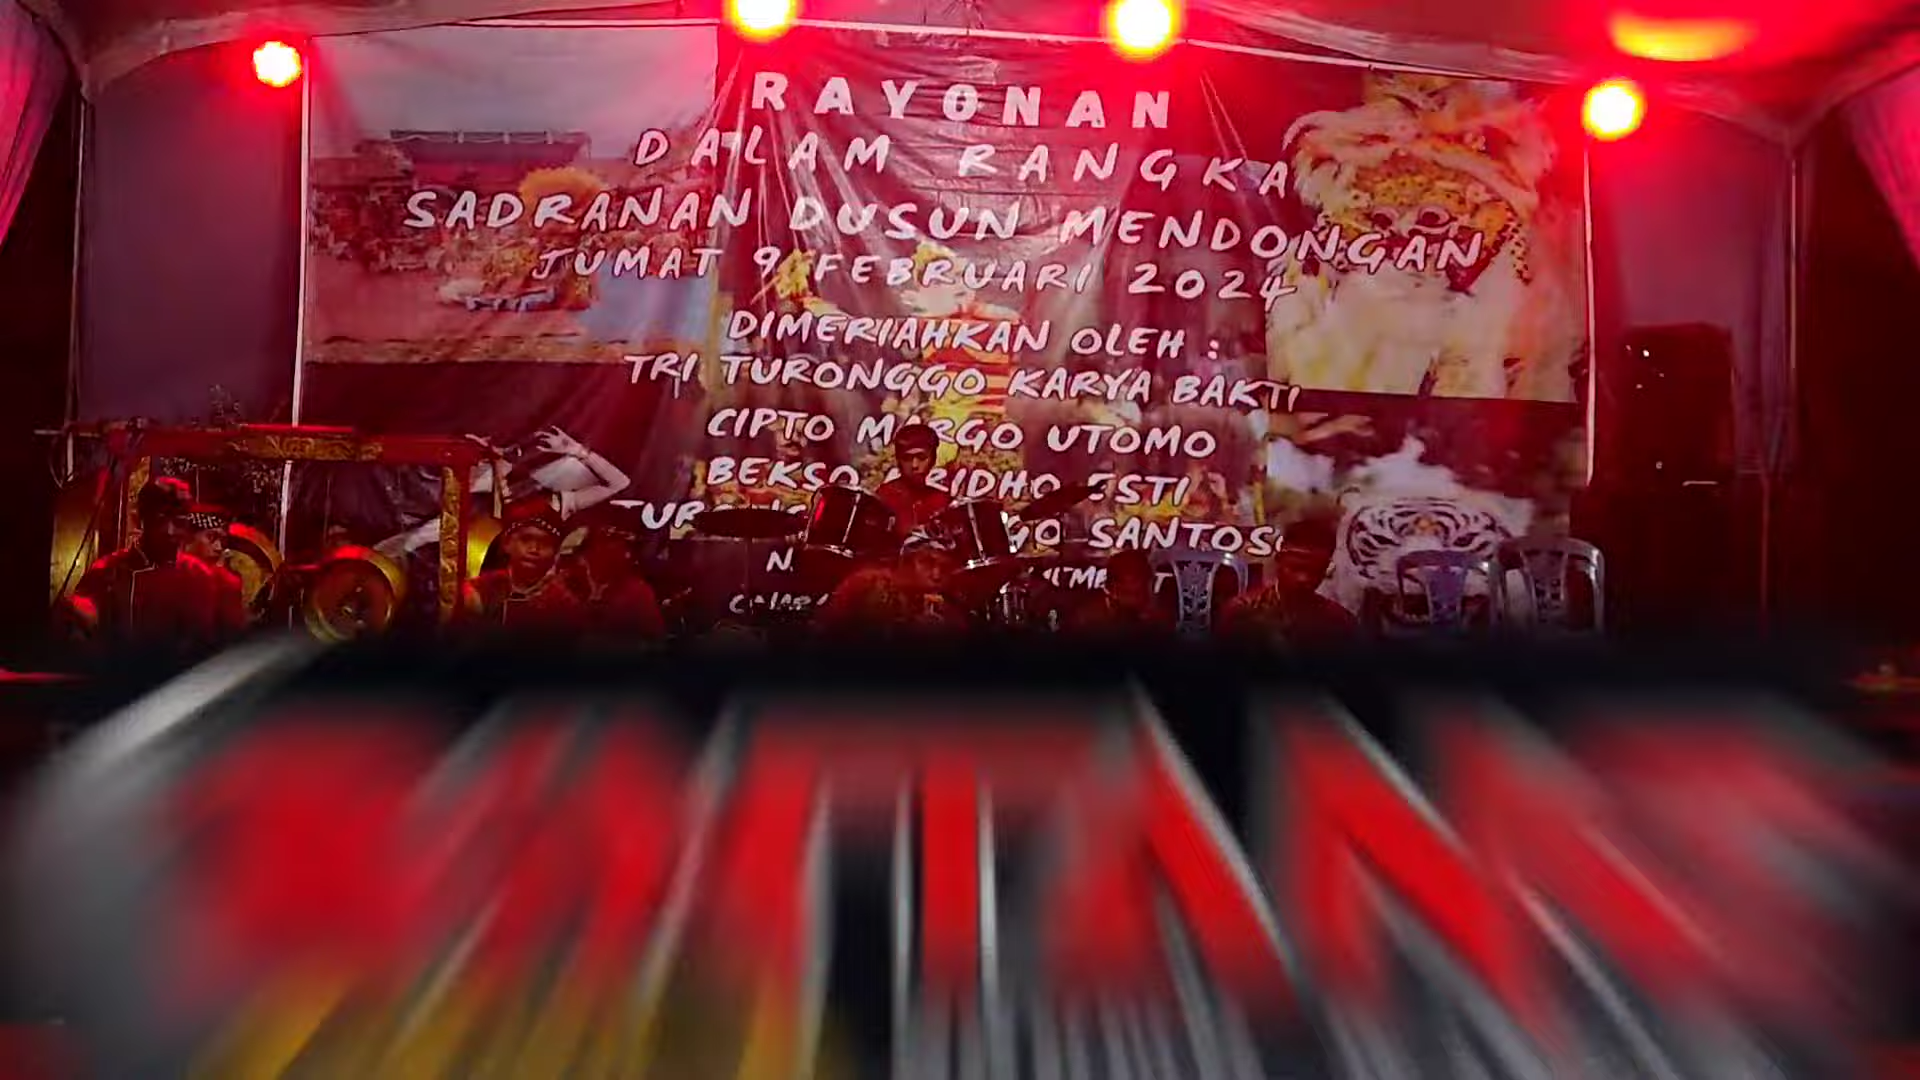 RAYONAN
DALAM RANGKA
SADRANAN DUSUN MENDONGAN
JUMAT 9 FEBRUARI 2024
DIMERIAHKAN OLEH :
TRI TURONGGO KARYA BAKTI
CIPTO MARGO UTOMO
BEKSO RIDHO ESTI
SANTOSO